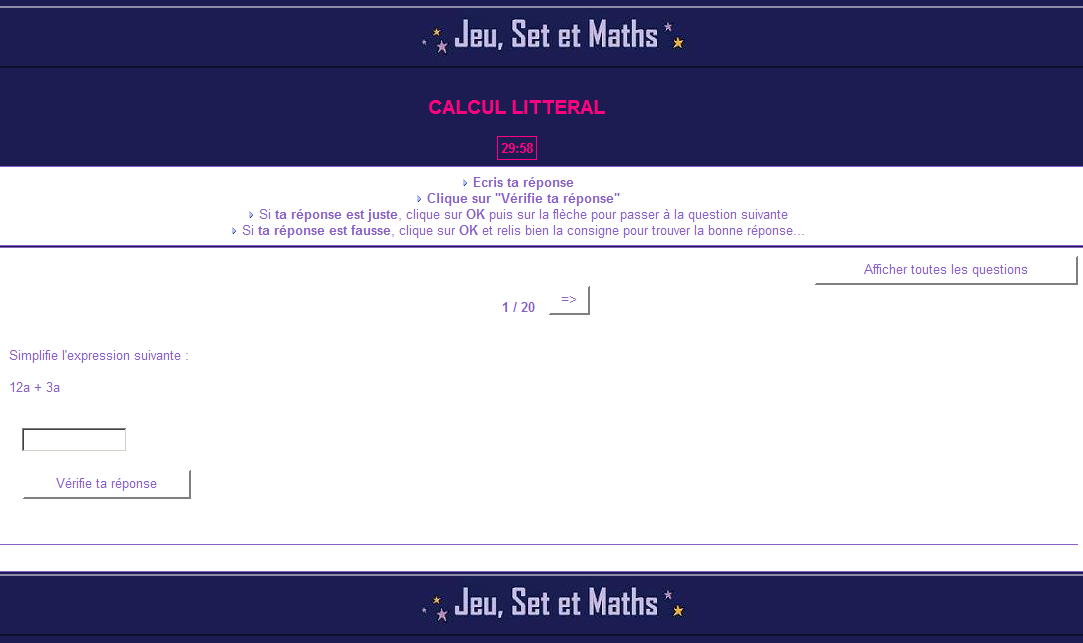 Jeu, Set et Maths
CALCUL LITTERAL
29:58
Ecris ta réponse
Clique sur "Vérifie ta réponse"
Si ta réponse est juste, clique sur OK puis sur la flèche pour passer à la question suivante
Si ta réponse est fausse, clique sur OK et relis bien la consigne pour trouver la bonne réponse...
Afficher toutes les questions
1 / 20 =>
Simplifie l'expression suivante :
12a + 3a
Vérifie ta réponse
Jeu, Set et Maths